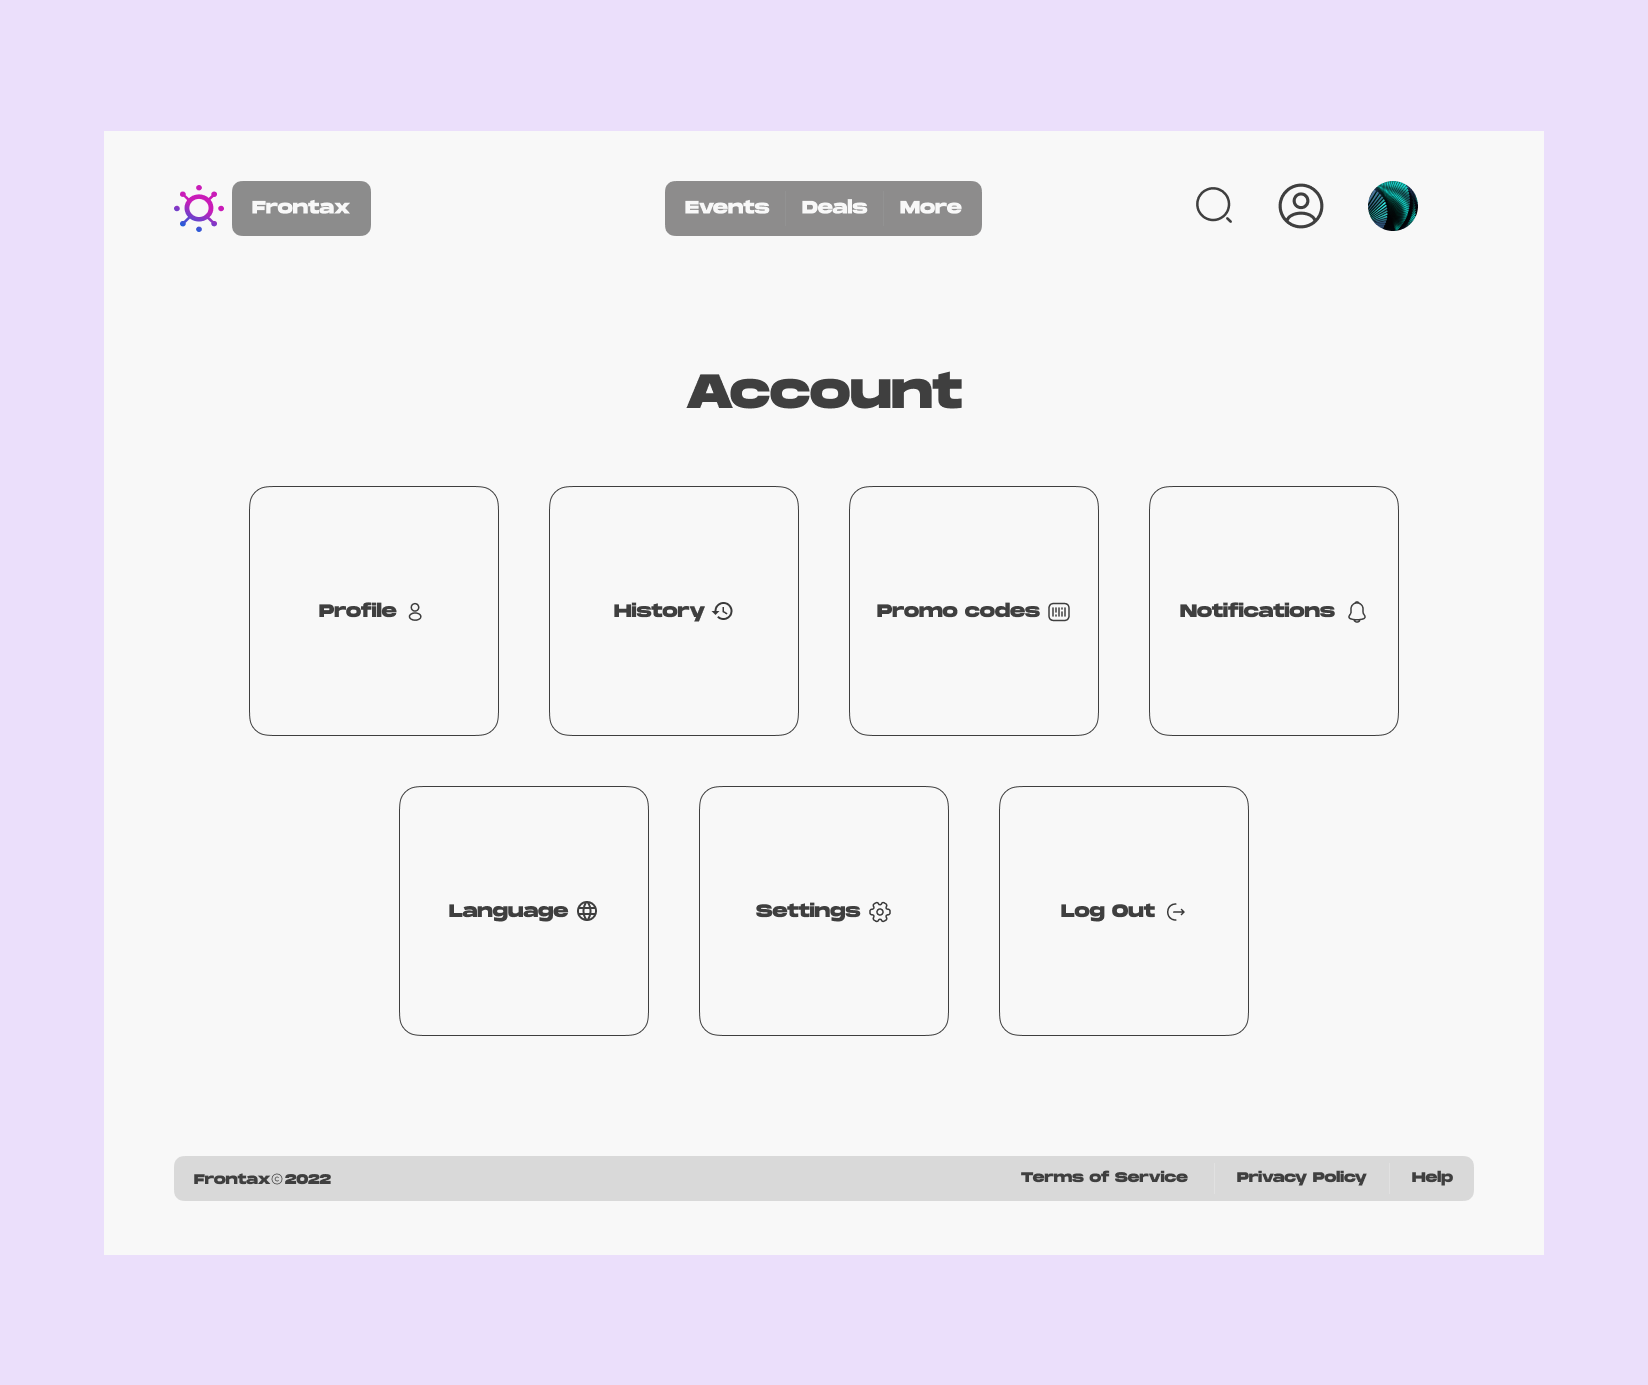 Frontax
Events Deals More
Account
Profile
History
Promo codes
Notifications
Language
Settings
Log Out
Frontax©2022
Terms of Service
Privacy Policy
Help